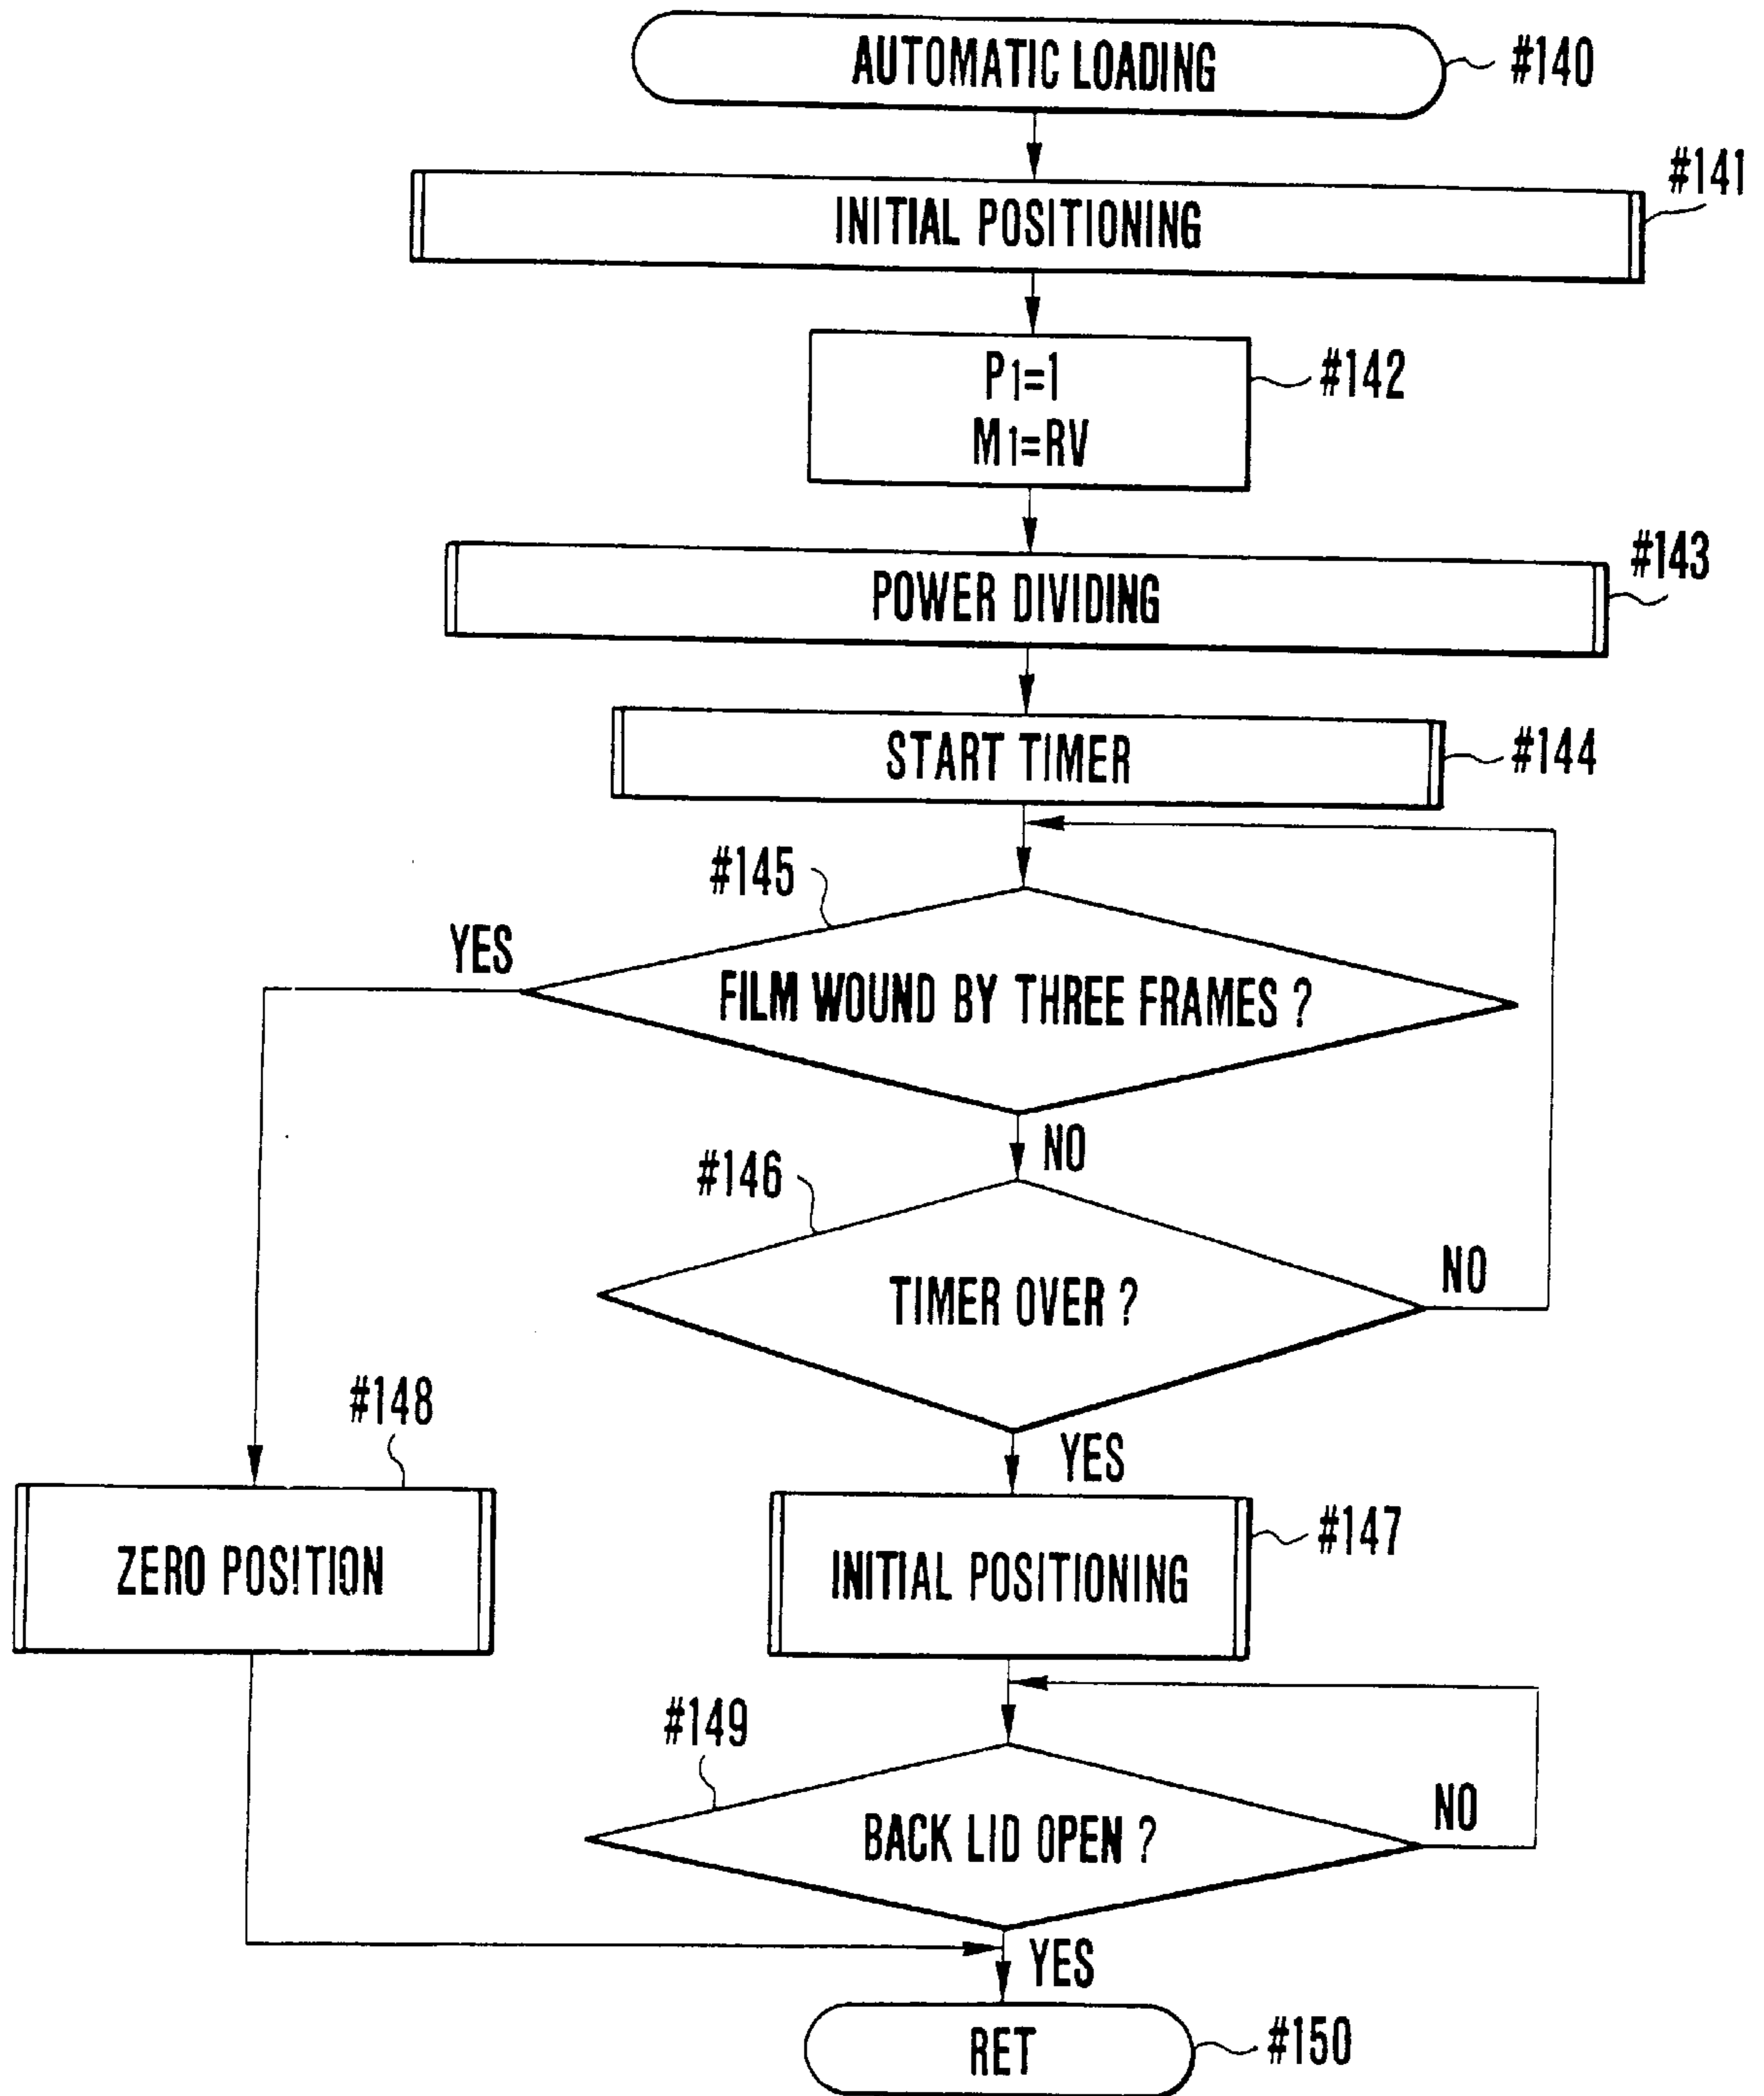 AUTOMATIC LOADING
#140
#141
INITIAL POSITIONING
P1=1
M1=RV
#142
#143
POWER DIVIDING
START TIMER
#144
#145
YES
FILM WOUND BY THREE FRAMES ?
NO
#146
TIMER OVER ?
NO
#148
YES
ZERO POSITION
INITIAL POSITIONING
#147
#149
BACK LID OPEN ?
NO
YES
RET
#150